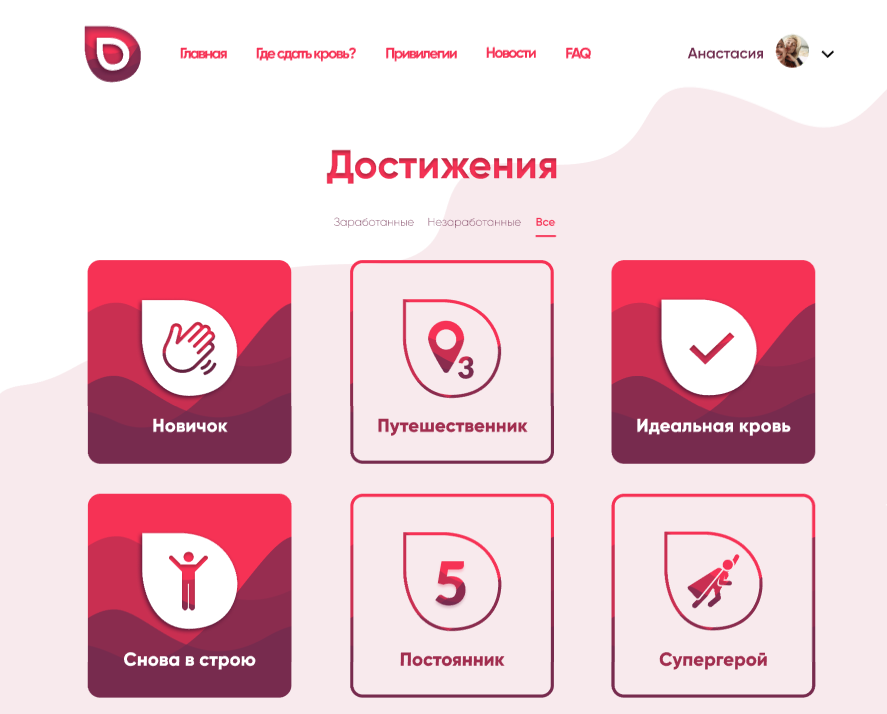 Главная Где сдать кровь? Привилегии Новости FAQ Анастасия
Достижения
Заработанные Незаработанные Все
Новичок
3
Путешественник
Идеальная кровь
Снова в строю
5
Постоянник
Супергерой